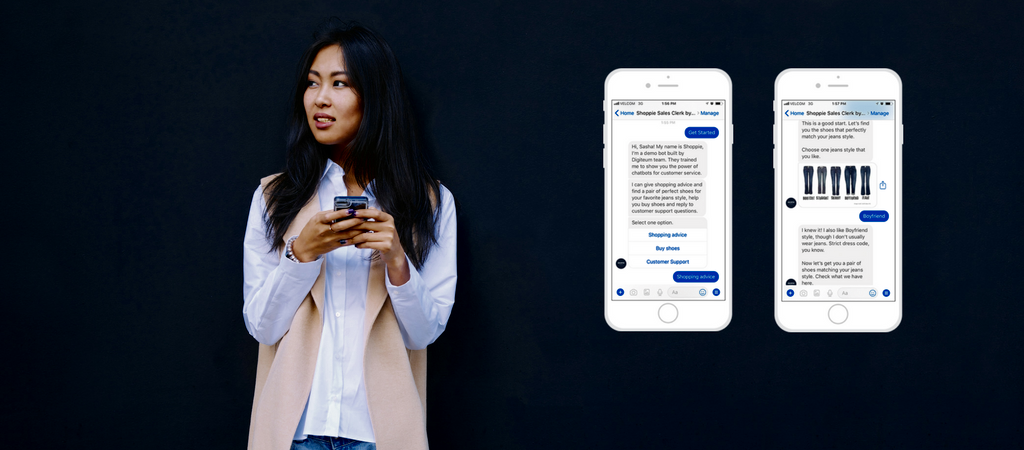 VELCOM 3G 1:56 PM
Home Shoppie Sales Clerk by... Manage
1:56 PM
Get Started
Hi, Sasha! My name is Shoppie,
I'm a demo bot built by
Digiteum team. They trained
me to show you the power of
chatbots for customer service.
I can give shopping advice and
find a pair of perfect shoes for
your favorite jeans style, help
you buy shoes and reply to
customer support questions.
Select one option.
Shopping advice
Buy shoes
Customer Support
Shopping advice
Aa
VELCOM 3G 1:57 PM
Home Shoppie Sales Clerk by... Manage
This is a good start. Let's find
you the shoes that perfectly
match your jeans style.
Choose one jeans style that
you like.
BOOTCUT STRAIGHT SKINNY BOYFRIEND FLARE
Boyfriend
I knew it! I also like Boyfriend
style, though I don't usually
wear jeans. Strict dress code,
you know.
Now let's get you a pair of
shoes matching your jeans
style. Check what we have
here.
Aa